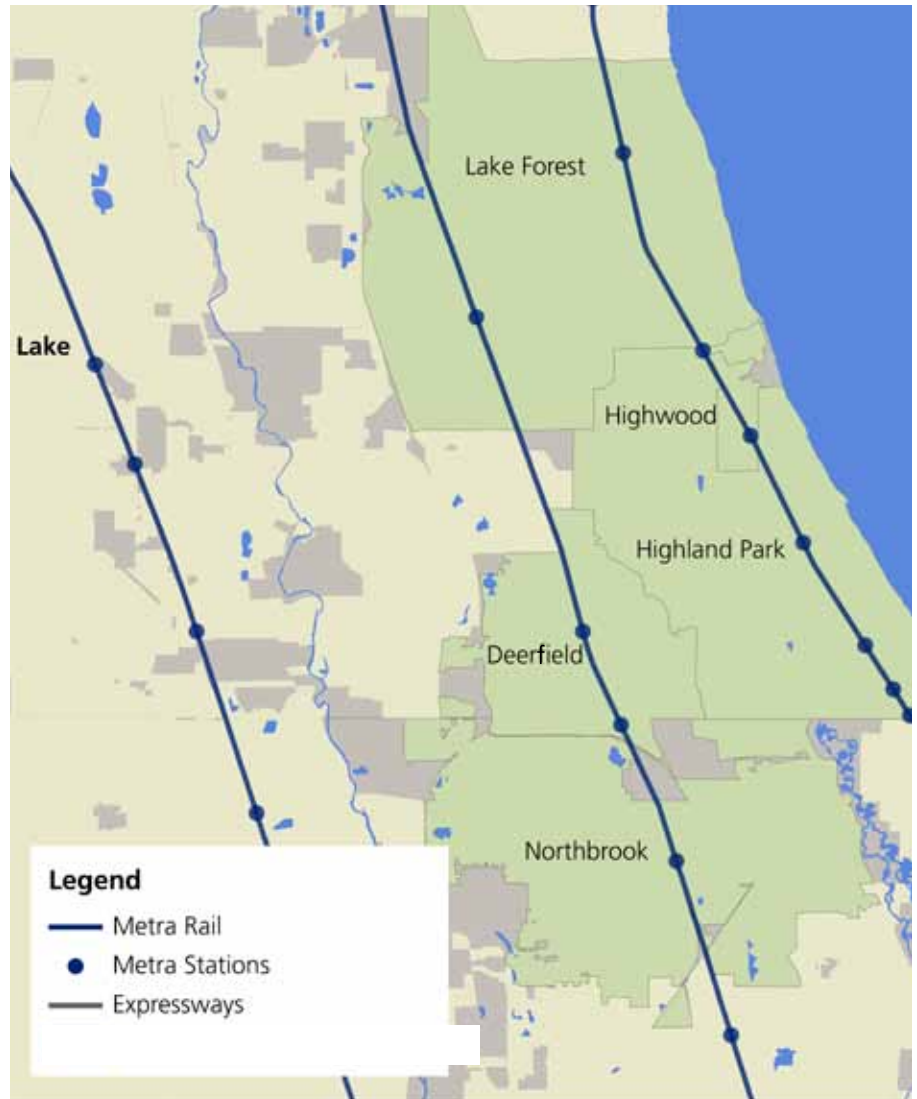 Lake Forest
Lake
Highwood
Highland Park
Deerfield
Northbrook
Legend
Metra Rail
Metra Stations
Expressways